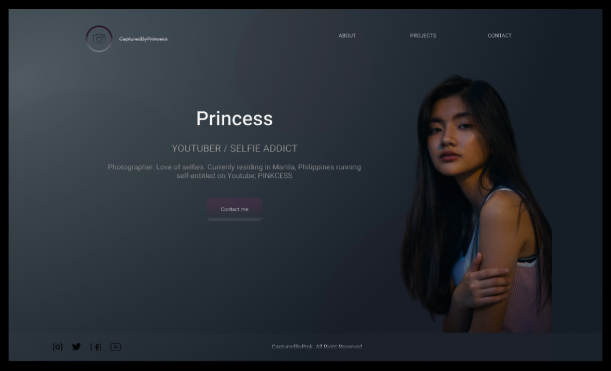 CapturedByPrincess
ABOUT
PROJECTS
CONTACT
Princess
YOUTUBER / SELFIE ADDICT
Photographer. Love of selfies. Currently residing in Manila, Philippines running
self-entitled on Youtube; PINKCESS
Contact me
CapturedByPink. All Right Reserved